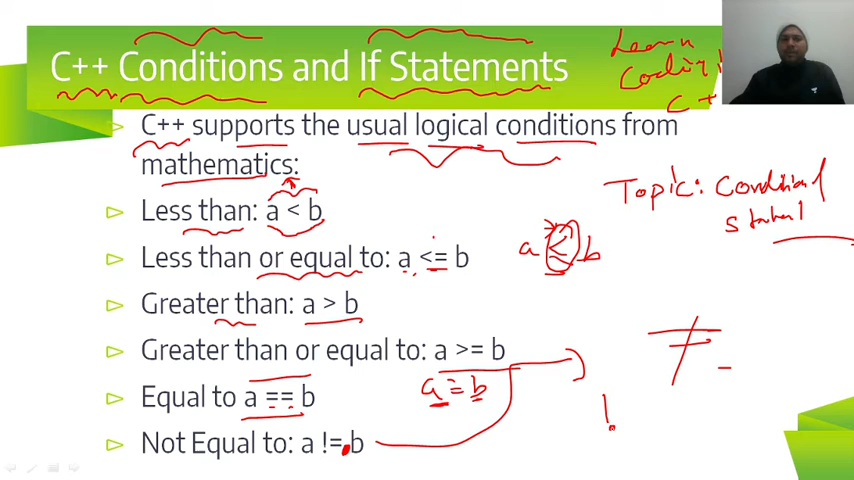 C++ Conditions and If Statements
Learn
Coding
C +
C++ supports the usual logical conditions from
mathematics:
Less than: a < b
Less than or equal to: a <= b
Greater than: a > b
Greater than or equal to: a >= b
Equal to a == b
Not Equal to: a != b
Topic: Conditional
a ≤ b
a = b
≠
!